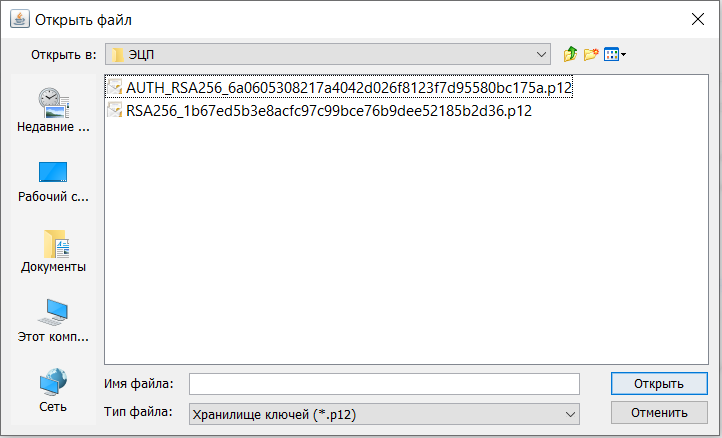 Открыть файл
Открыть в:
ЭЦП
Недавние ...
Рабочий с...
Документы
Этот комп...
Сеть
AUTH_RSA256_6a0605308217a4042d026f8123f7d95580bc175a.p12
RSA256_1b67ed5b3e8acfc97c99bce76b9dee52185b2d36.p12
Имя файла:
Открыть
Тип файла:
Хранилище ключей (*.p12)
Отменить